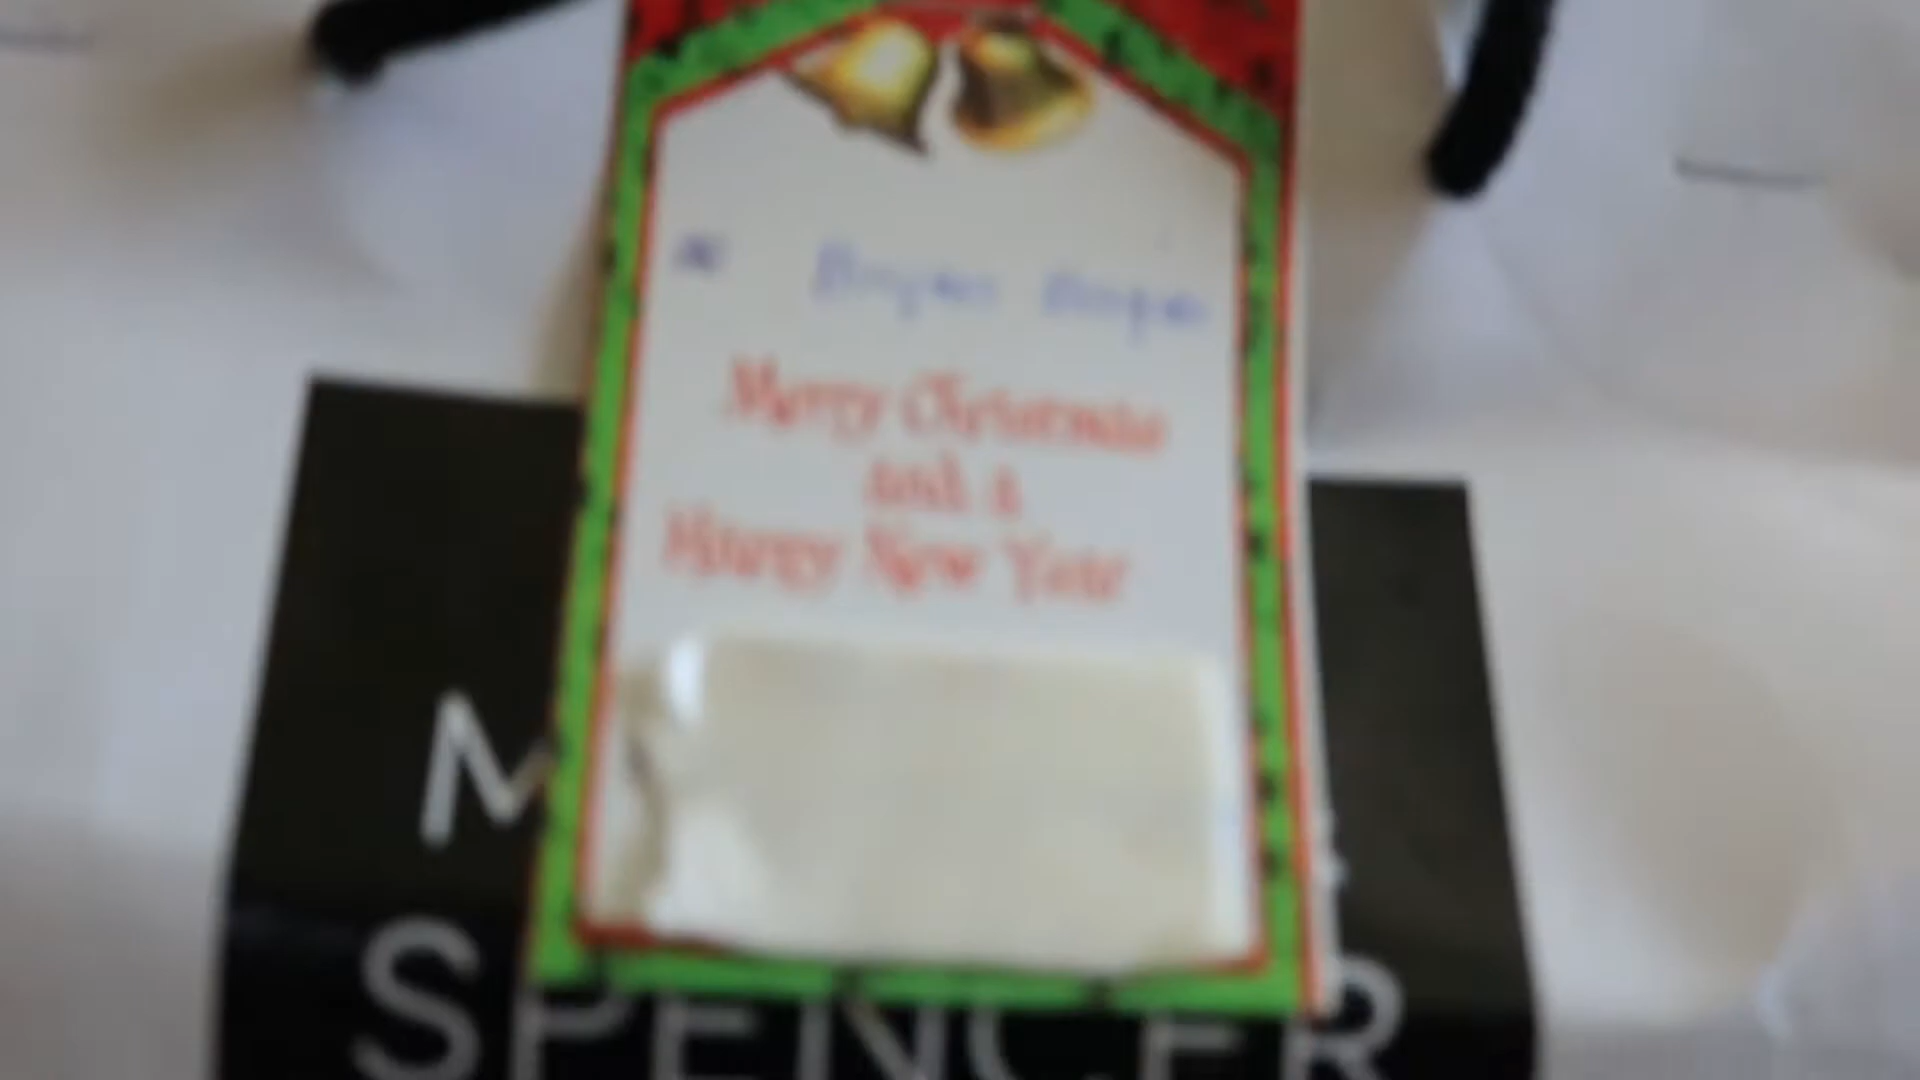 Merry Christmas
and a
Happy New Year
M
SPENCER